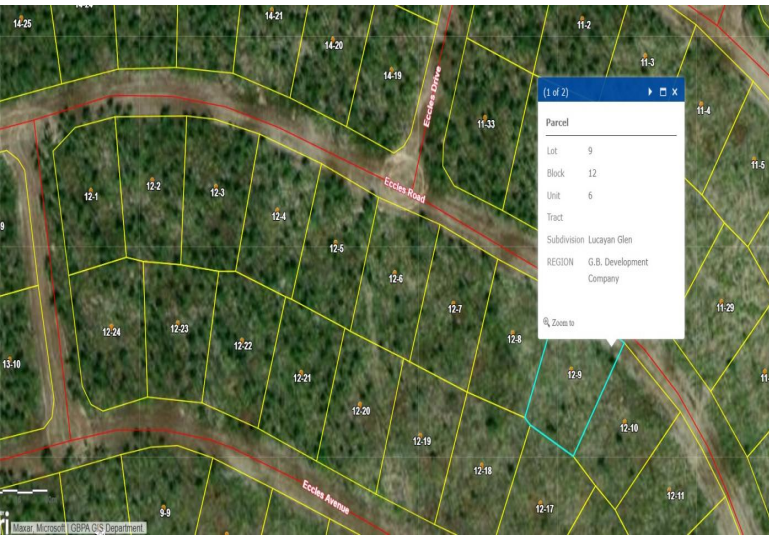 14-25
14-21
14-20
14-19
Eccles Drive
11-2
11-3
11-4
11-5
11-33
(1 of 2)
Parcel
Lot 9
Block 12
Unit 6
Tract
Subdivision Lucayan Glen
REGION G.B. Development
Company
Zoom to
Eccles Road
12-1
12-2
12-3
12-4
12-5
12-6
12-7
12-8
12-9
12-10
12-11
11-29
12-24
12-23
12-22
12-21
12-20
12-19
12-18
12-17
13-10
Eccles Avenue
9-9
Maxar, Microsoft | GBPA GIS Department.